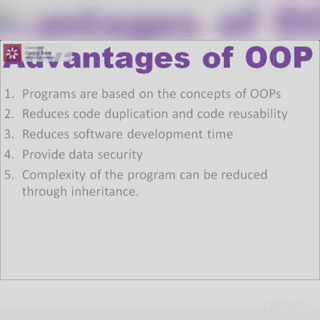 Advantages of OOP
1. Programs are based on the concepts of OOPs
2. Reduces code duplication and code reusability
3. Reduces software development time
4. Provide data security
5. Complexity of the program can be reduced
through inheritance.